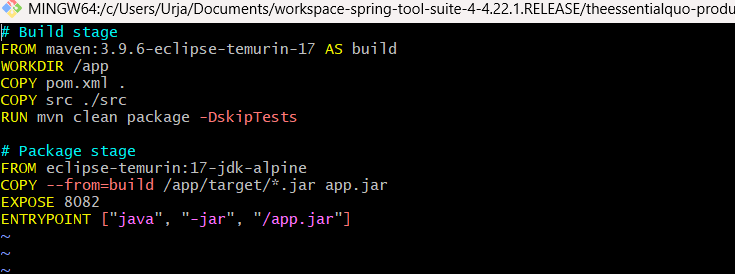 MINGW64:/c/Users/Urja/Documents/workspace-spring-tool-suite-4-4.22.1.RELEASE/theessentialquo-produ
# Build stage
FROM maven:3.9.6-eclipse-temurin-17 AS build
WORKDIR /app
COPY pom.xml .
COPY src ./src
RUN mvn clean package -DskipTests
# Package stage
FROM eclipse-temurin:17-jdk-alpine
COPY --from=build /app/target/*.jar app.jar
EXPOSE 8082
ENTRYPOINT ["java", "-jar", "/app.jar"]
~
~
~